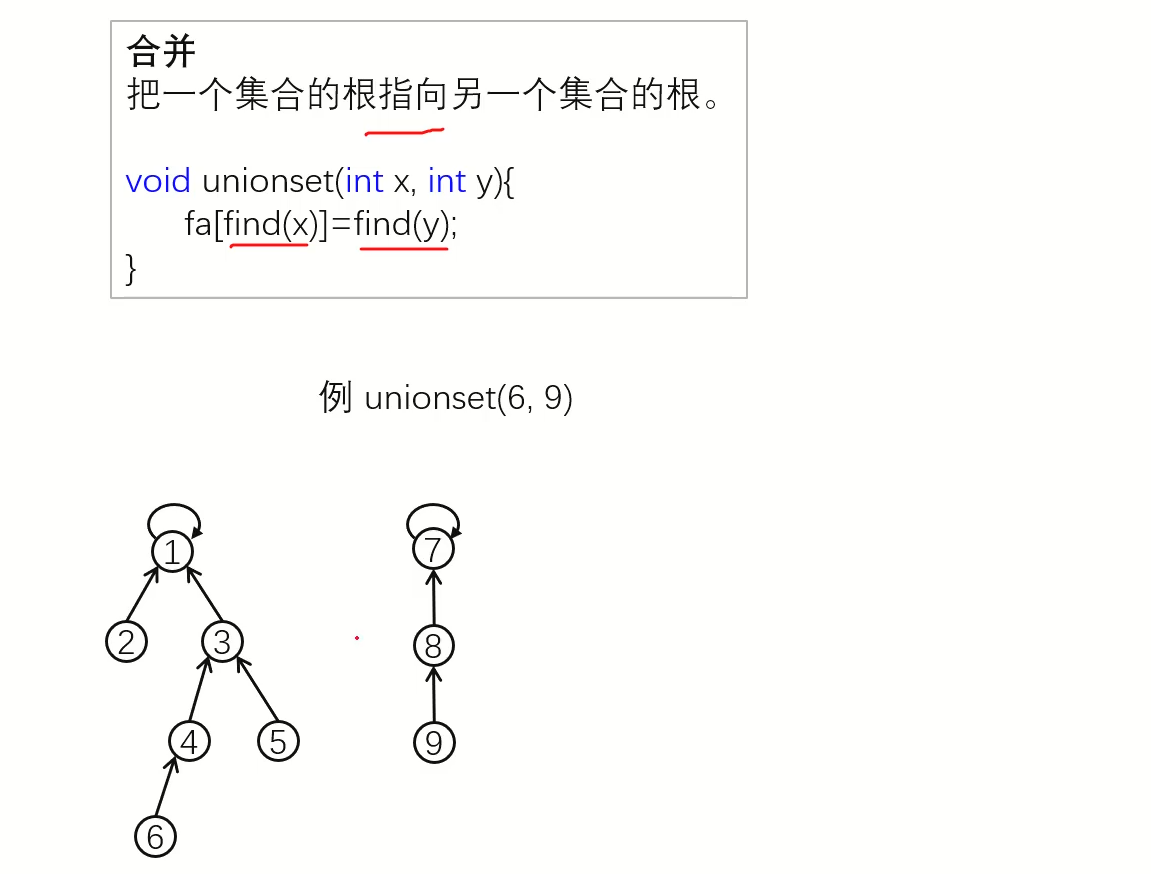 合并
把一个集合的根指向另一个集合的根。
void unionset(int x, int y){
fa[find(x)]=find(y);
}
例 unionset(6, 9)
1
7
2
3
8
4
5
9
6